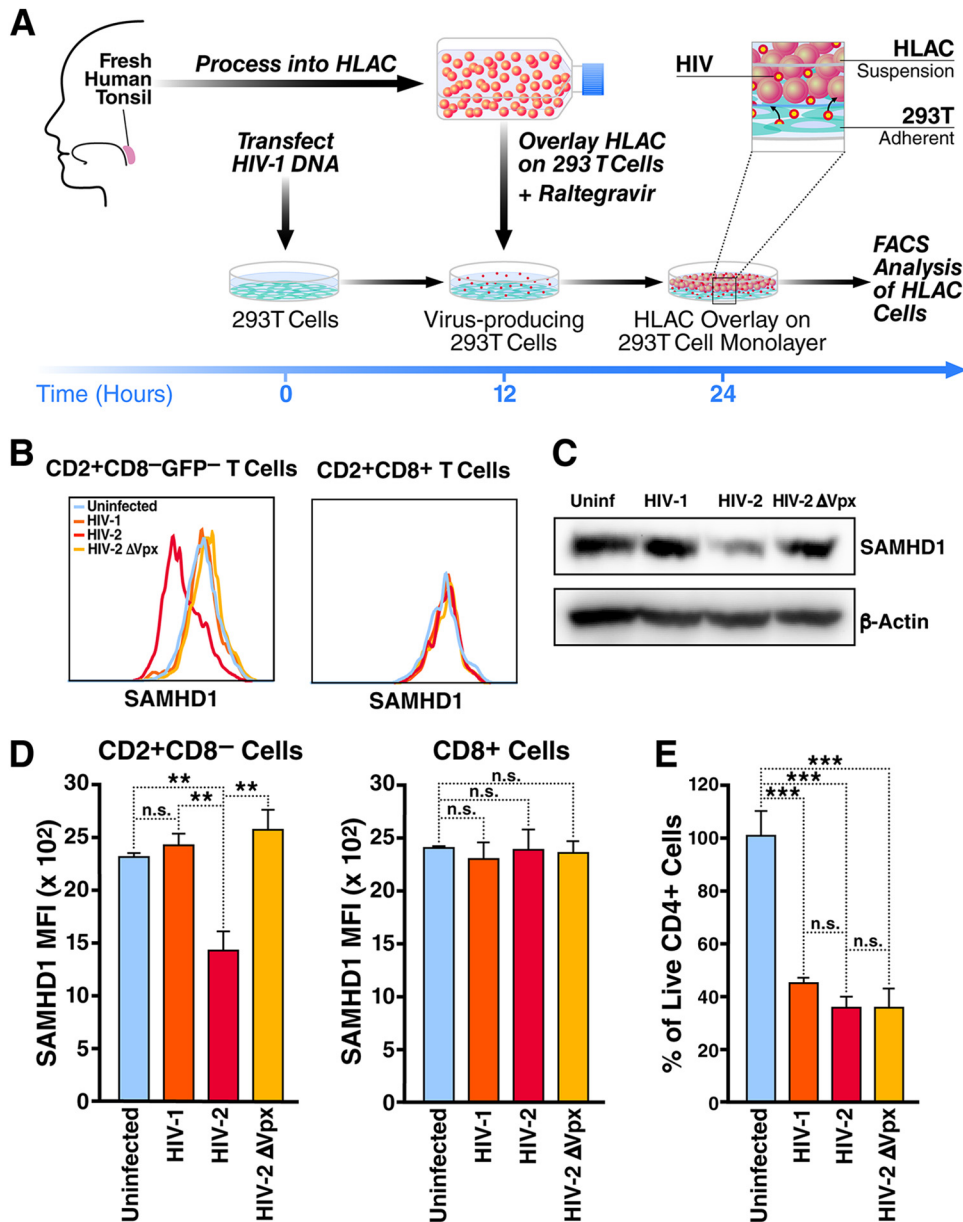 A
Fresh
Human
Tonsil
Process into HLAC
Transfect
HIV-1 DNA
Overlay HLAC
on 293T Cells
+ Raltegravir
HIV
HLAC
Suspension
293T
Adherent
FACS
Analysis
of HLAC
Cells
293T Cells
Virus-producing
293T Cells
HLAC Overlay on
293T Cell Monolayer
Time (Hours)
0
12
24
B
CD2+CD8–GFP– T Cells
CD2+CD8+ T Cells
Uninfected
HIV-1
HIV-2
HIV-2 ΔVpx
SAMHD1
SAMHD1
C
Uninf HIV-1 HIV-2 HIV-2 ΔVpx
SAMHD1
β-Actin
D
CD2+CD8– Cells
SAMHD1 MFI (x 10²)
30
25
20
15
10
5
0
**
n.s.
**
**
Uninfected
HIV-1
HIV-2
HIV-2 ΔVpx
CD8+ Cells
SAMHD1 MFI (x 10²)
30
25
20
15
10
5
0
n.s.
n.s.
n.s.
Uninfected
HIV-1
HIV-2
HIV-2 ΔVpx
E
% of Live CD4+ Cells
120
100
80
60
40
20
0
***
***
***
n.s.
n.s.
Uninfected
HIV-1
HIV-2
HIV-2 ΔVpx